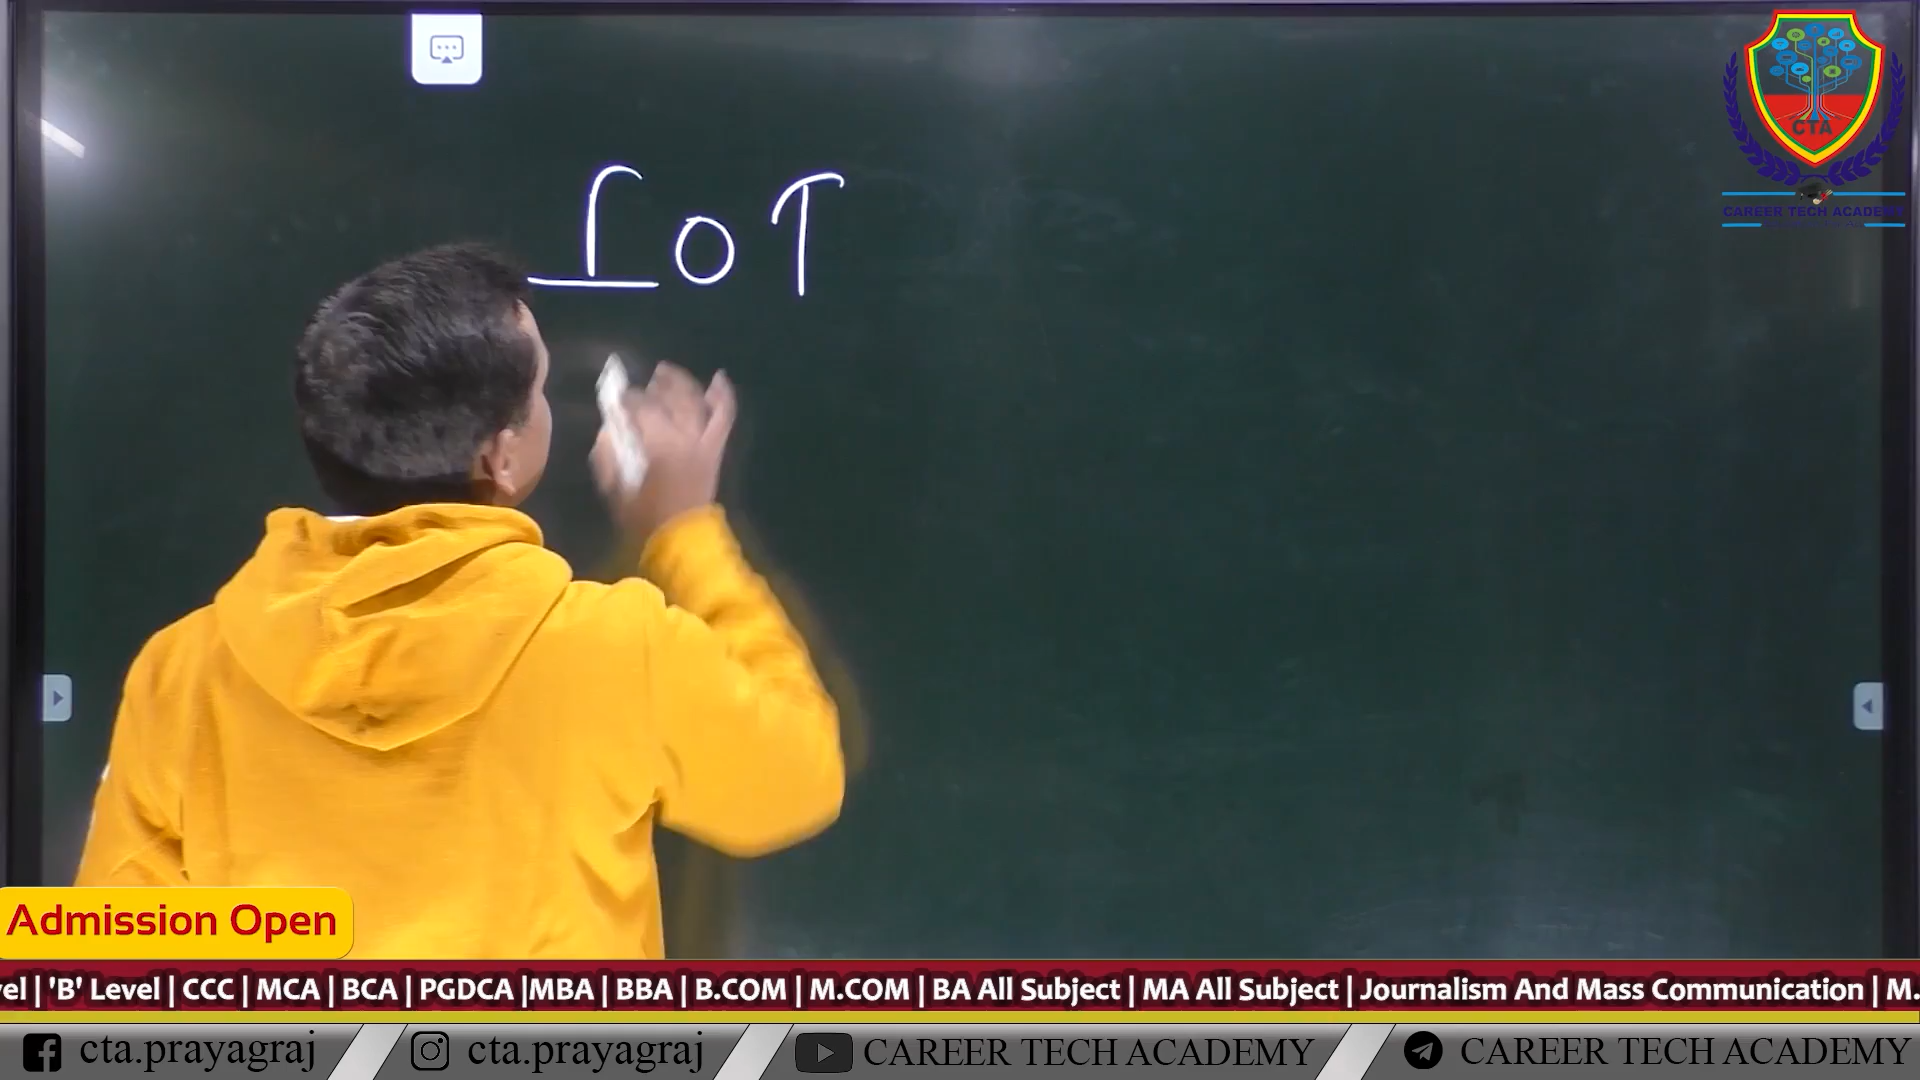 IoT
CTA
CAREER TECH ACADEMY
Admission Open
el | 'B' Level | CCC | MCA | BCA | PGDCA |MBA | BBA | B.COM | M.COM | BA All Subject | MA All Subject | Journalism And Mass Communication | M.
cta.prayagraj
cta.prayagraj
CAREER TECH ACADEMY
CAREER TECH ACADEMY